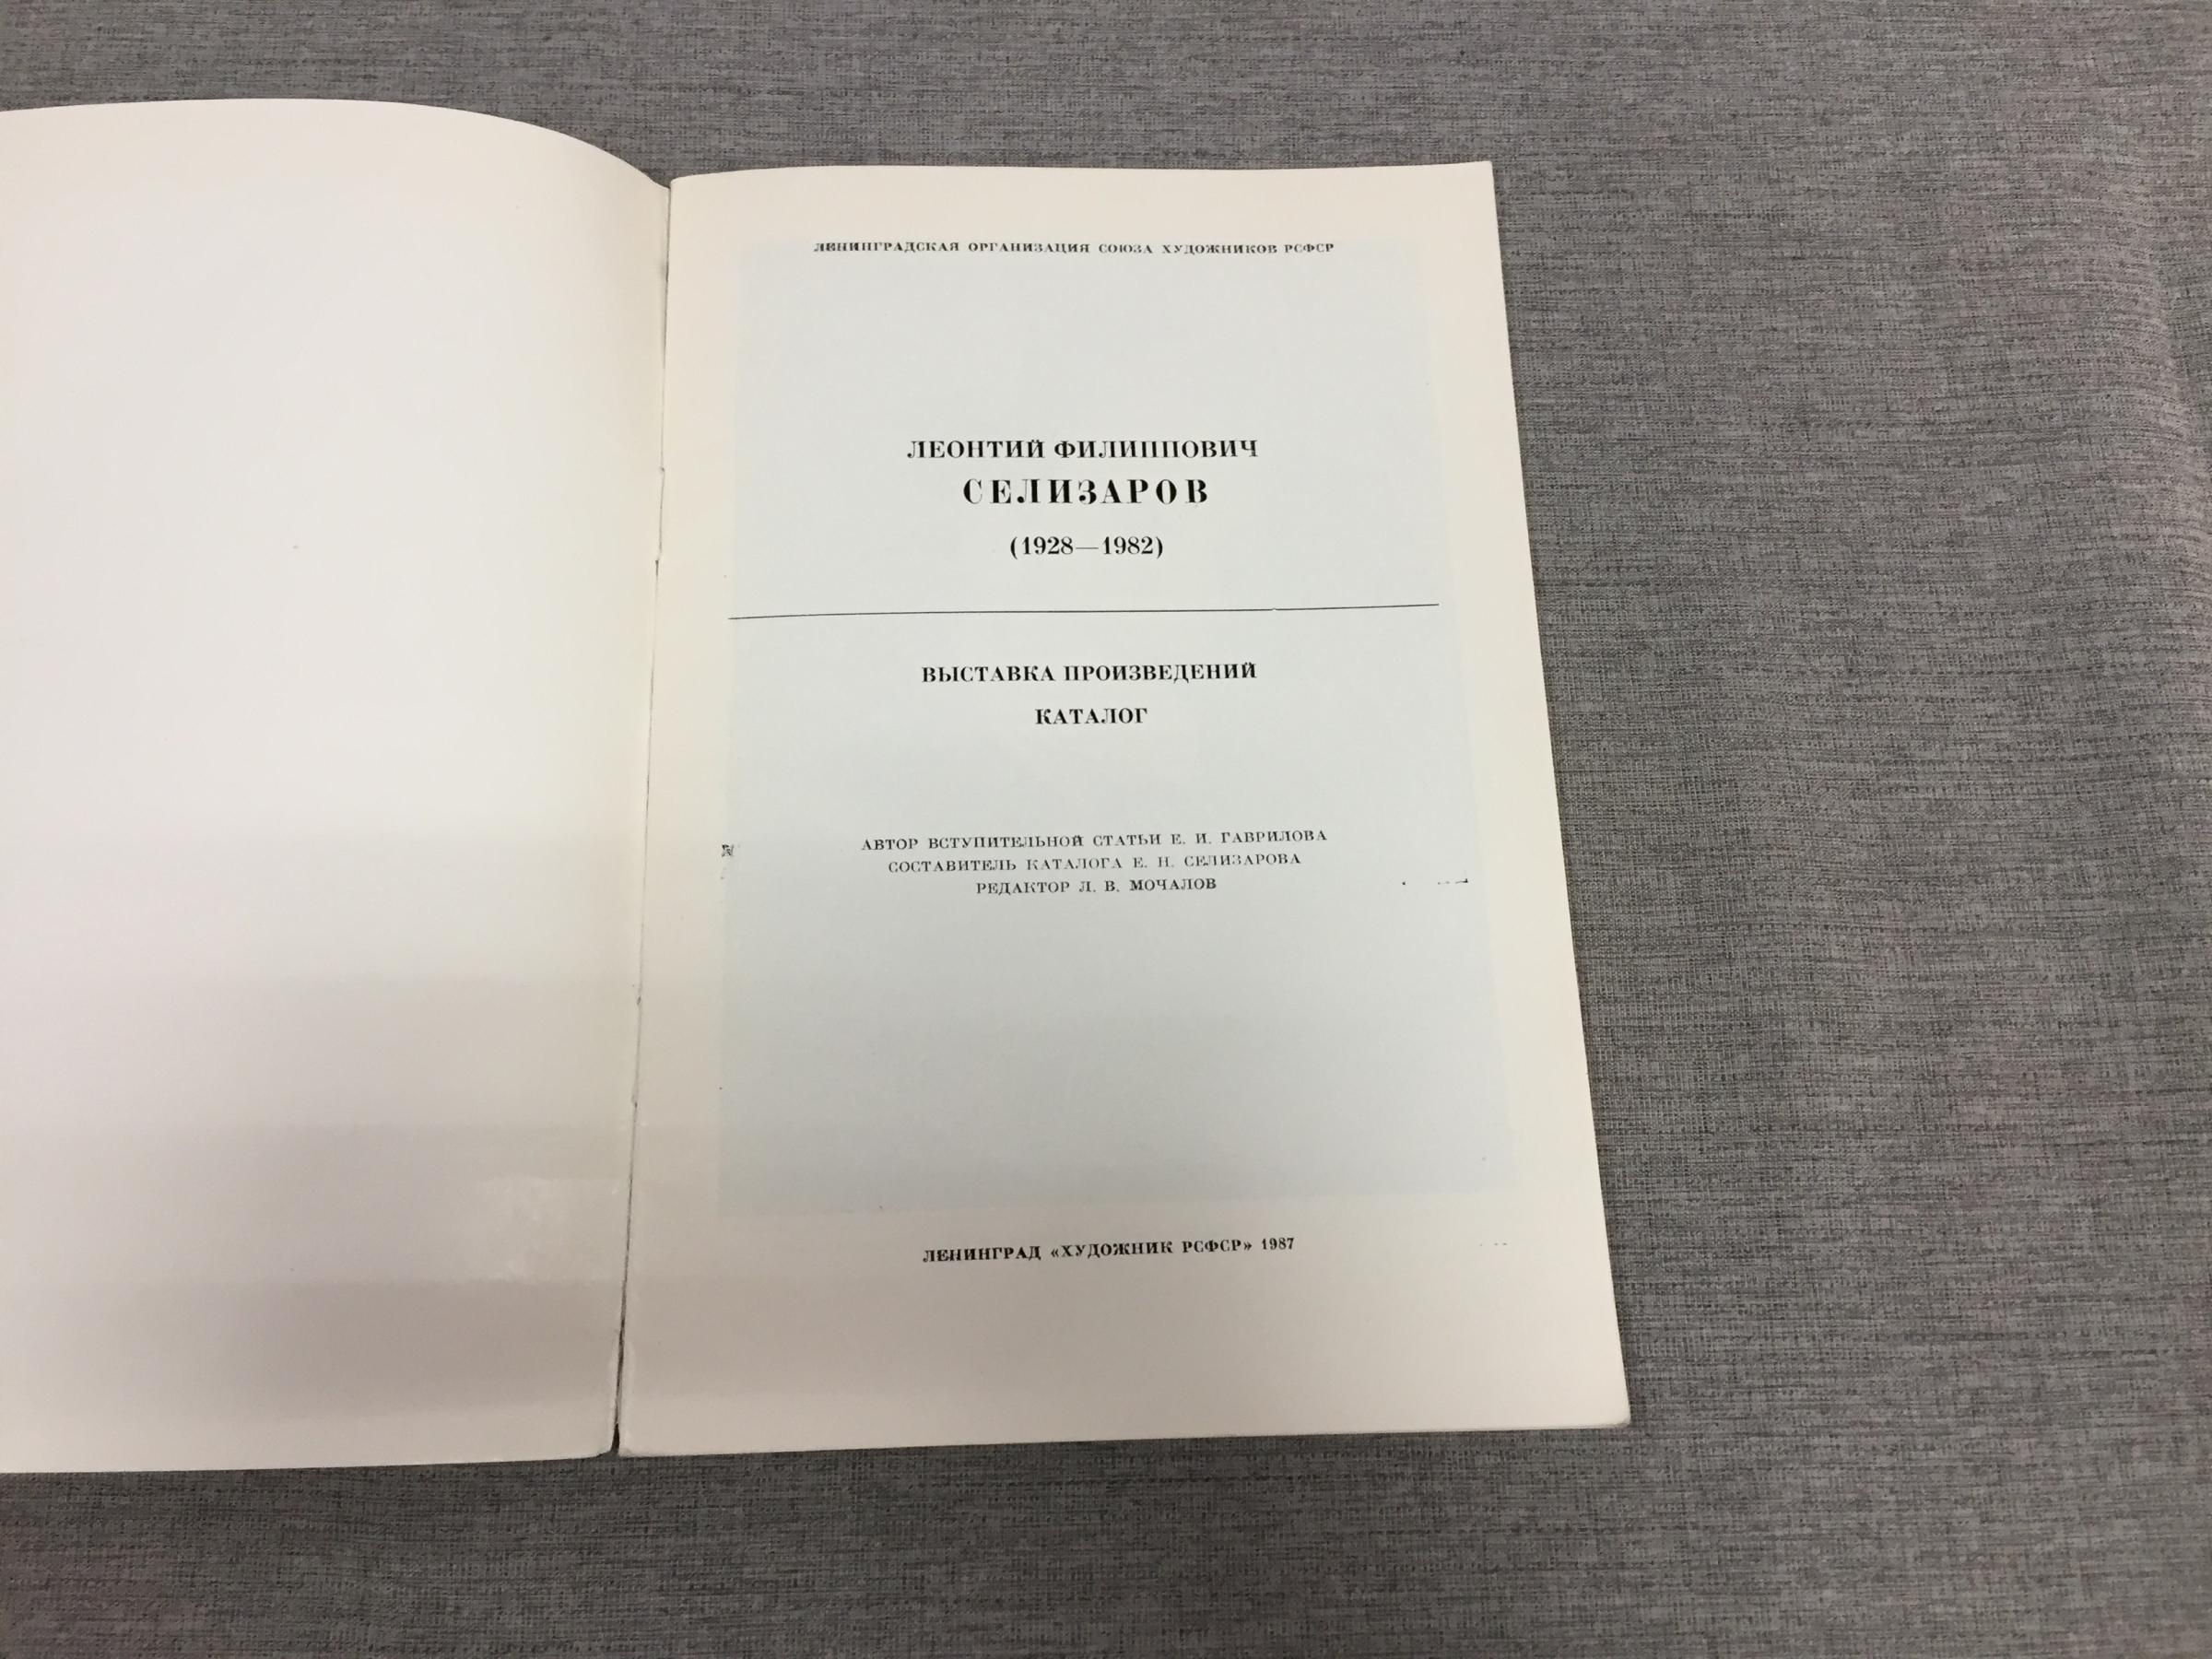 ЛЕНИНГРАДСКАЯ ОРГАНИЗАЦИЯ СОЮЗА ХУДОЖНИКОВ РСФСР
ЛЕОНТИЙ ФИЛИППОВИЧ
СЕЛИЗАРОВ
(1928—1982)
ВЫСТАВКА ПРОИЗВЕДЕНИЙ
КАТАЛОГ
АВТОР ВСТУПИТЕЛЬНОЙ СТАТЬИ Е. И. ГАВРИЛОВА
СОСТАВИТЕЛЬ КАТАЛОГА Е. Н. СЕЛИЗАРОВА
РЕДАКТОР Л. В. МОЧАЛОВ
ЛЕНИНГРАД «ХУДОЖНИК РСФСР» 1987